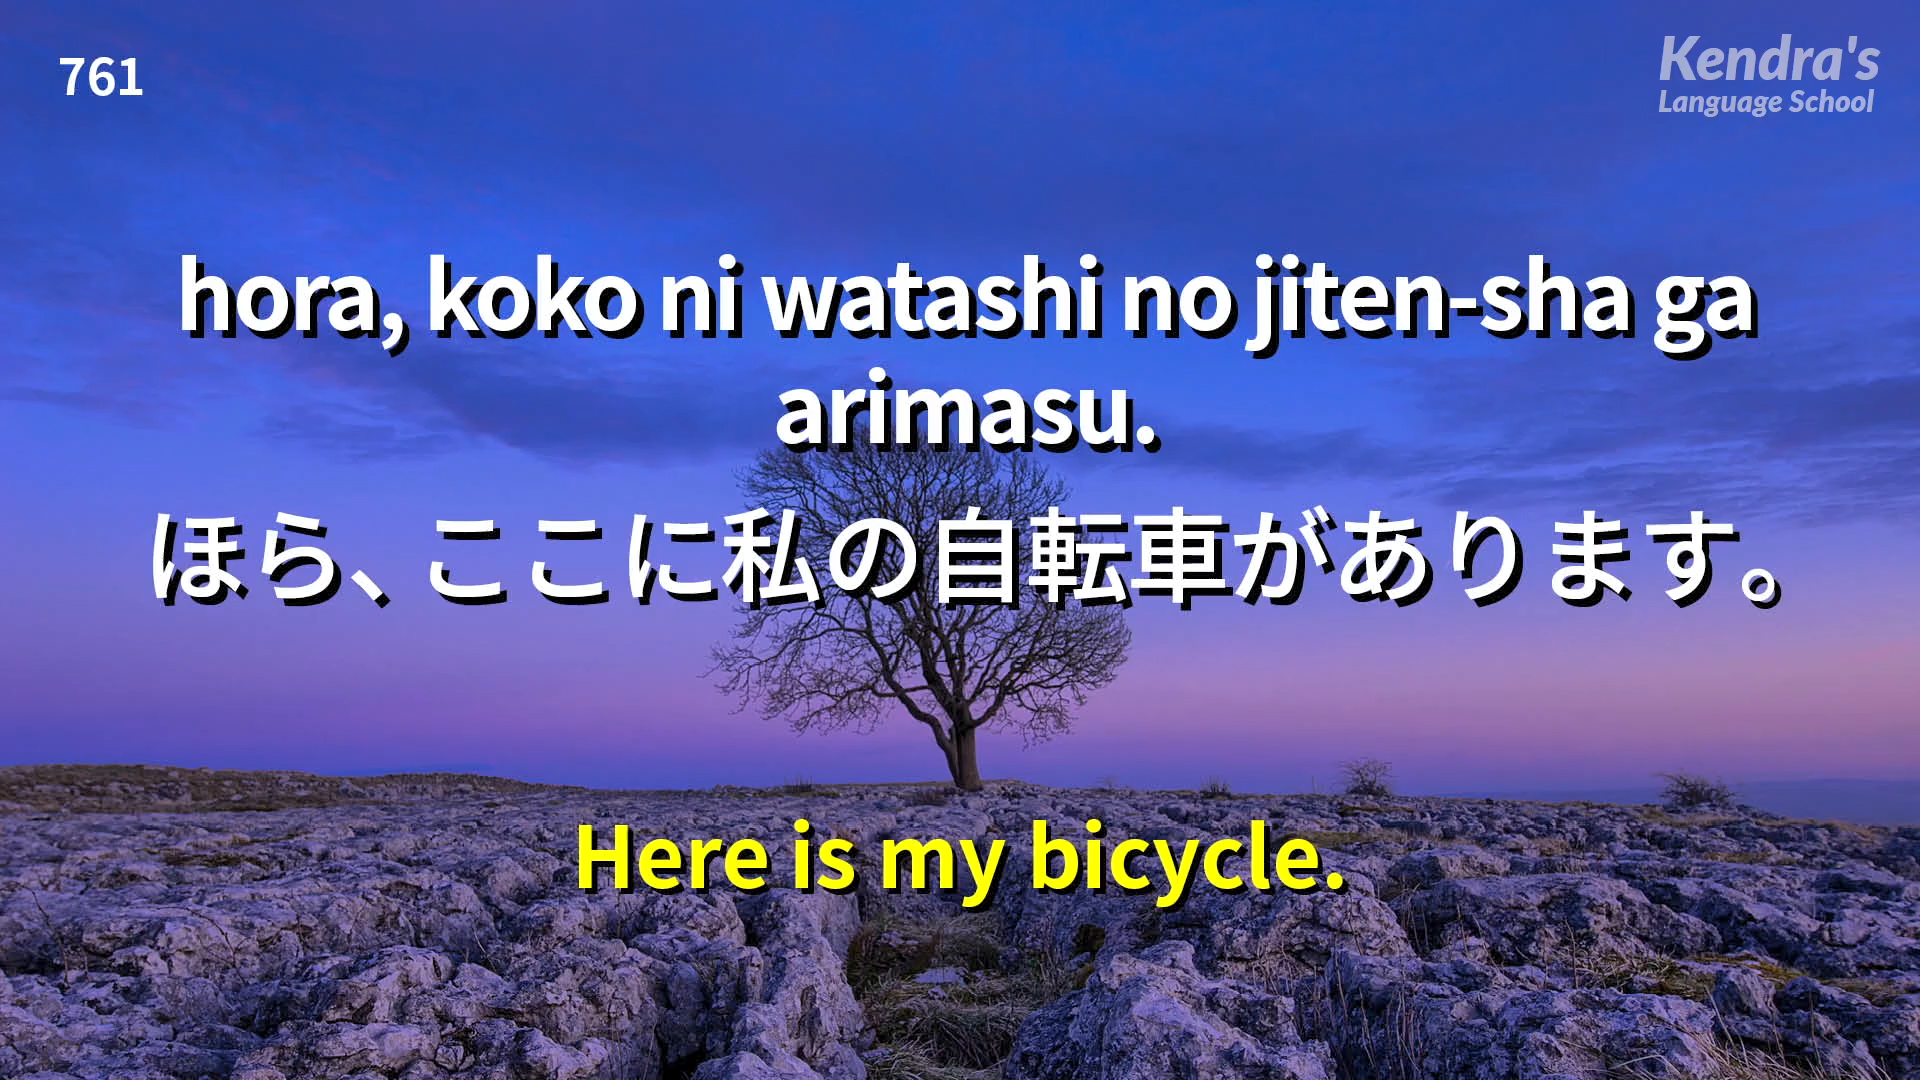 761
Kendra's
Language School
hora, koko ni watashi no jiten-sha ga
arimasu.
ほら、ここに私の自転車があります。
Here is my bicycle.